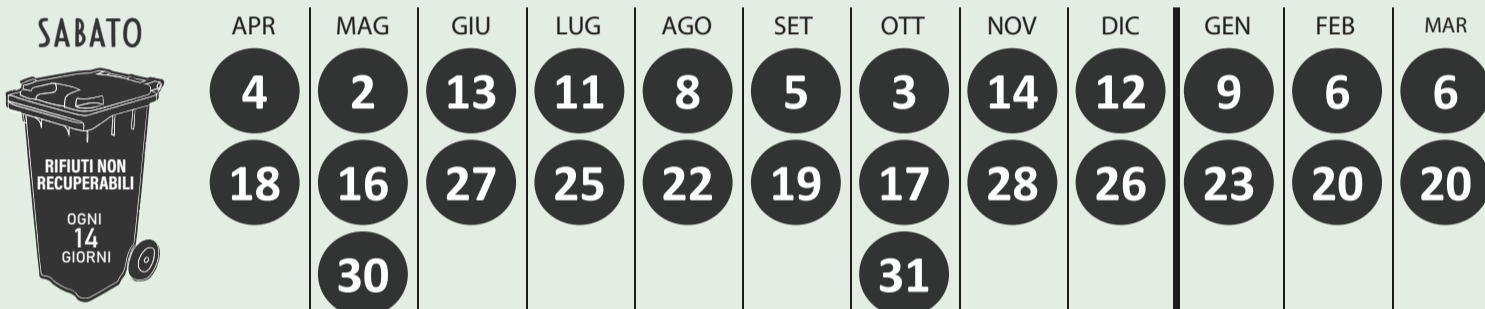 SABATO
APR MAG GIU LUG AGO SET OTT NOV DIC GEN FEB MAR
4 2 13 11 8 5 3 14 12 9 6 6
18 16 27 25 22 19 17 28 26 23 20 20
30 31
RIFIUTI NON
RECUPERABILI
OGNI
14
GIORNI